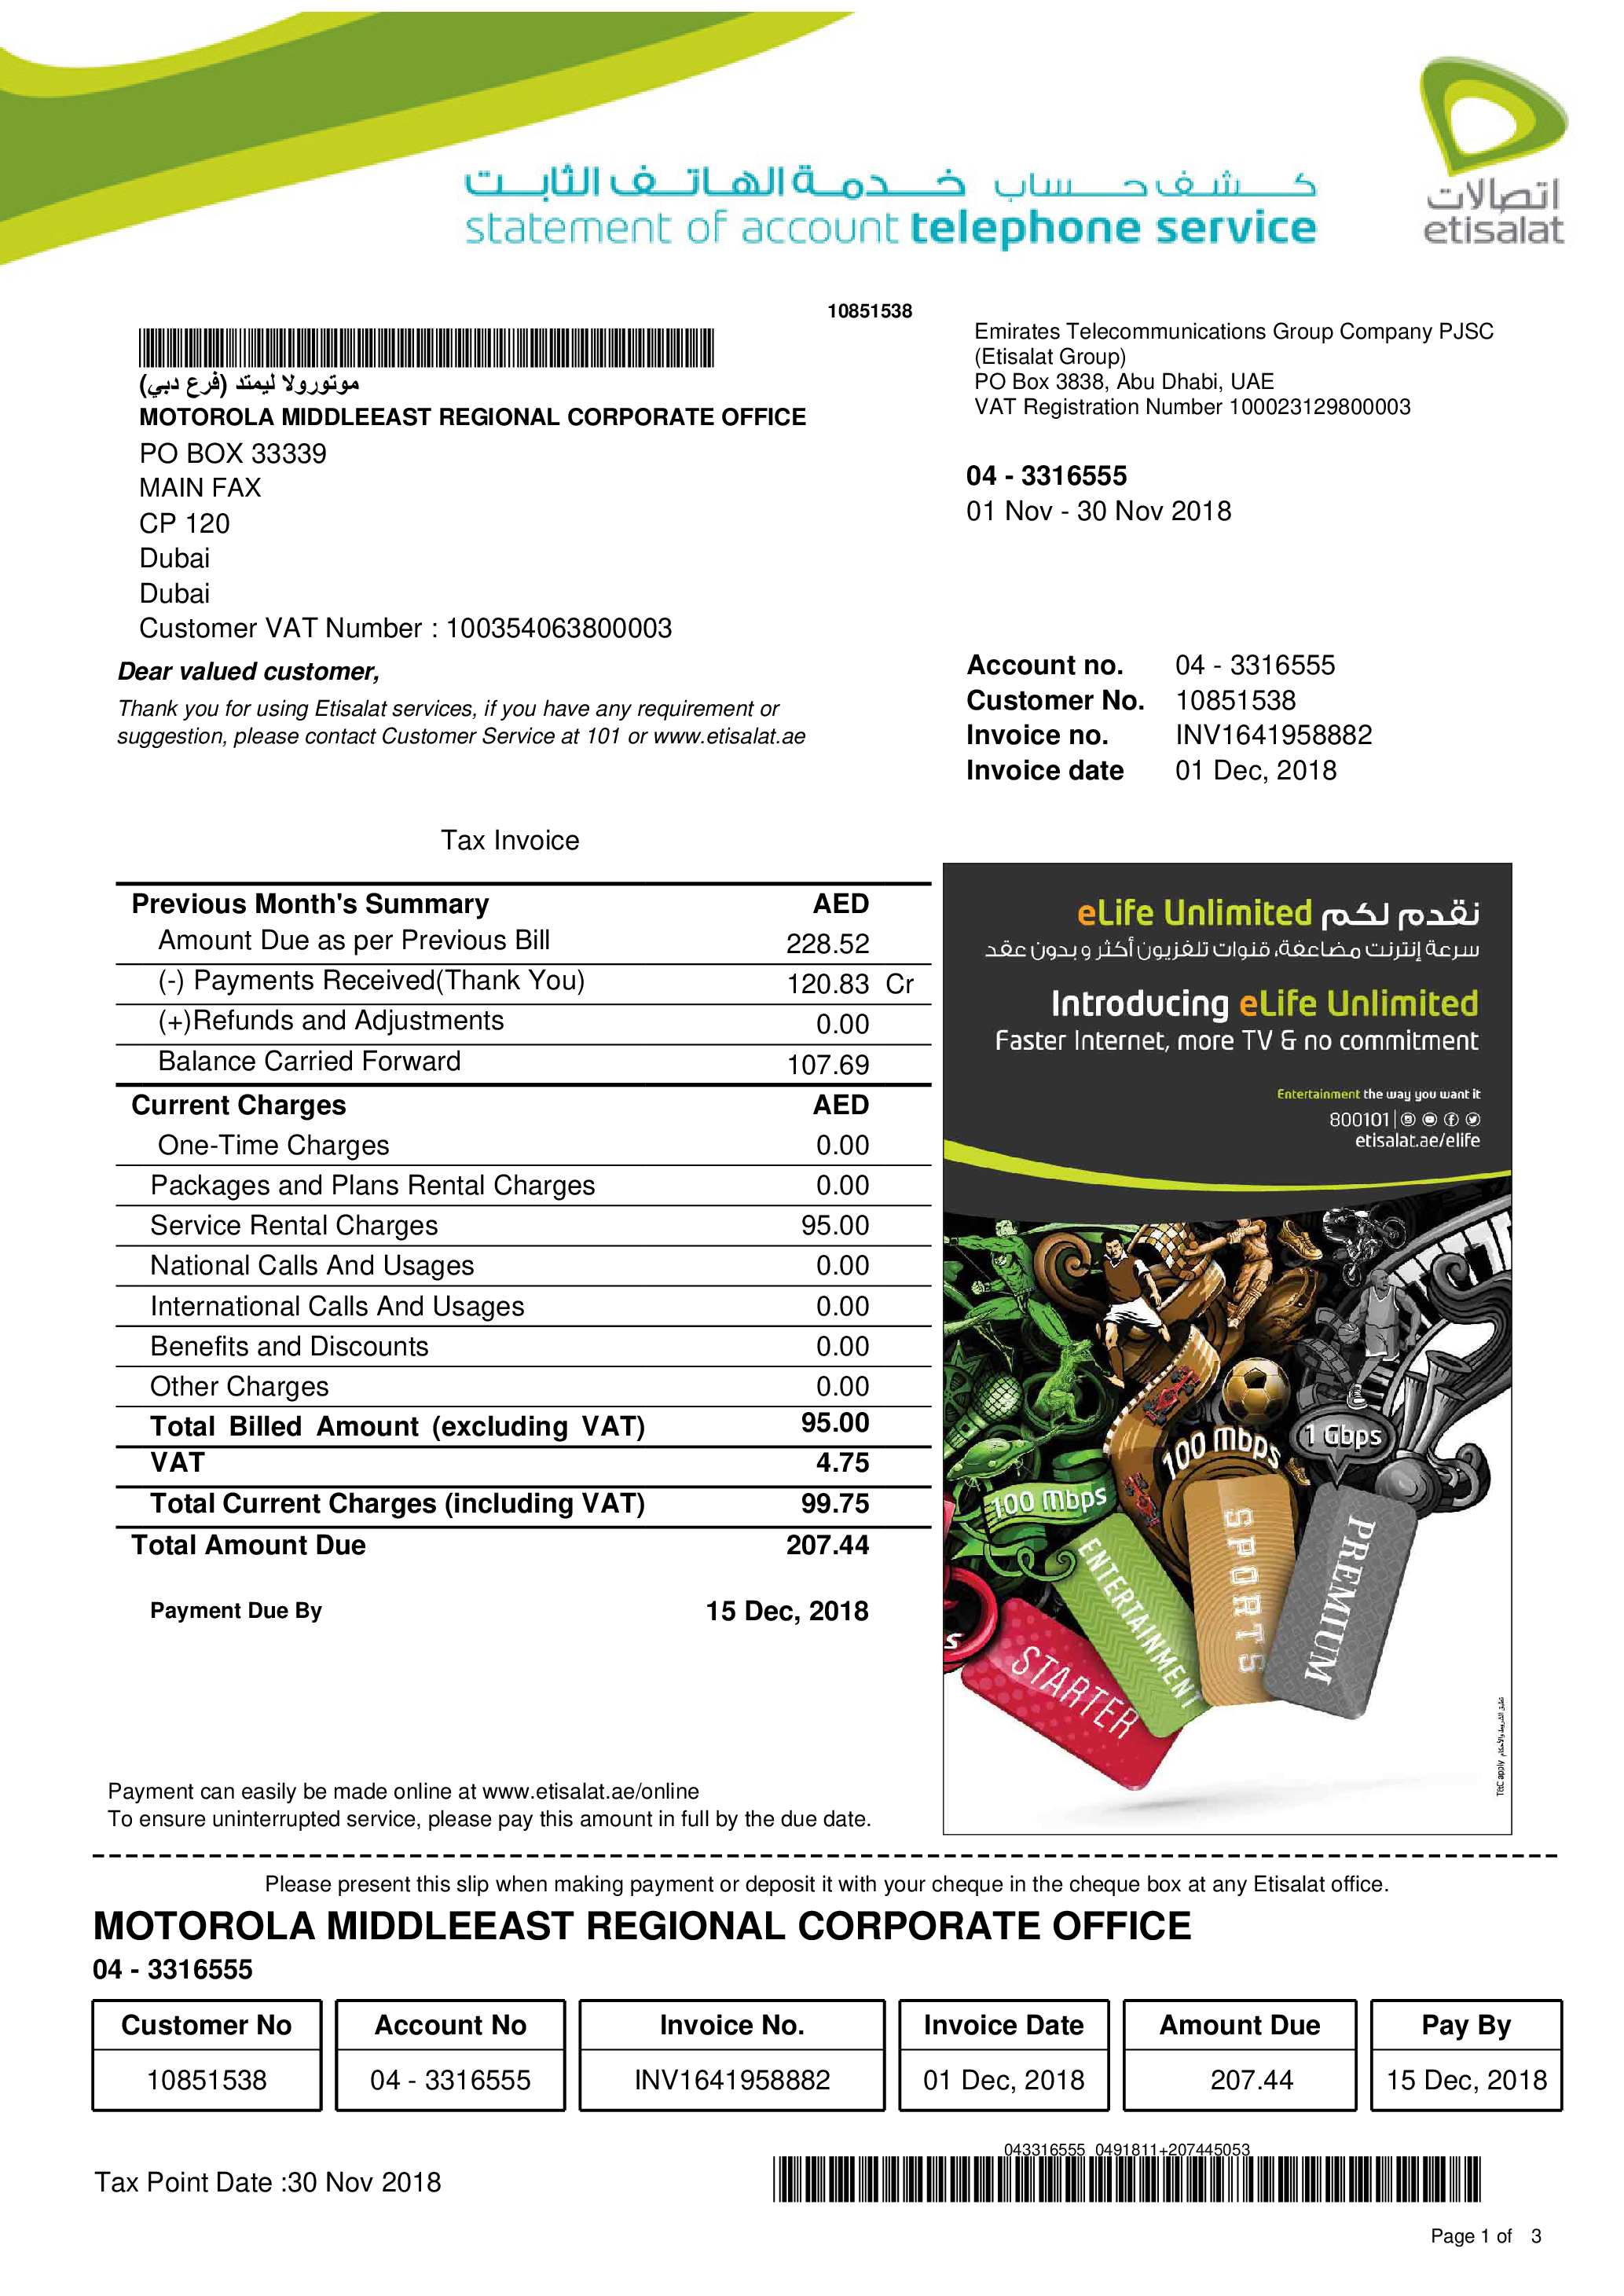 كشف حساب خدمة الهاتف الثابت
statement of account telephone service
اتصالات
etisalat
10851538
موتورولا ليمتد (فرع دبي)
MOTOROLA MIDDLEEAST REGIONAL CORPORATE OFFICE
PO BOX 33339
MAIN FAX
CP 120
Dubai
Dubai
Customer VAT Number : 100354063800003
Emirates Telecommunications Group Company PJSC
(Etisalat Group)
PO Box 3838, Abu Dhabi, UAE
VAT Registration Number 100023129800003
04 - 3316555
01 Nov - 30 Nov 2018
Dear valued customer,
Thank you for using Etisalat services, if you have any requirement or
suggestion, please contact Customer Service at 101 or www.etisalat.ae
Account no. 04 - 3316555
Customer No. 10851538
Invoice no. INV1641958882
Invoice date 01 Dec, 2018
Tax Invoice
Previous Month's Summary AED
Amount Due as per Previous Bill 228.52
(-) Payments Received(Thank You) 120.83 Cr
(+)Refunds and Adjustments 0.00
Balance Carried Forward 107.69
Current Charges AED
One-Time Charges 0.00
Packages and Plans Rental Charges 0.00
Service Rental Charges 95.00
National Calls And Usages 0.00
International Calls And Usages 0.00
Benefits and Discounts 0.00
Other Charges 0.00
Total Billed Amount (excluding VAT) 95.00
VAT 4.75
Total Current Charges (including VAT) 99.75
Total Amount Due 207.44
Payment Due By 15 Dec, 2018
نقدم لكم eLife Unlimited
سرعة إنترنت مضاعفة، قنوات تلفزيون أكثر و بدون عقد
Introducing eLife Unlimited
Faster Internet, more TV & no commitment
Entertainment the way you want it
800101
etisalat.ae/elife
100 mbps
100 mbps
1 Gbps
STARTER
ENTERTAINMENT
SPORTS
PREMIUM
T&C apply تطبق الشروط والأحكام
Payment can easily be made online at www.etisalat.ae/online
To ensure uninterrupted service, please pay this amount in full by the due date.
Please present this slip when making payment or deposit it with your cheque in the cheque box at any Etisalat office.
MOTOROLA MIDDLEEAST REGIONAL CORPORATE OFFICE
04 - 3316555
Customer No Account No Invoice No. Invoice Date Amount Due Pay By
10851538 04 - 3316555 INV1641958882 01 Dec, 2018 207.44 15 Dec, 2018
043316555 0491811+207445053
Tax Point Date :30 Nov 2018
Page 1 of 3